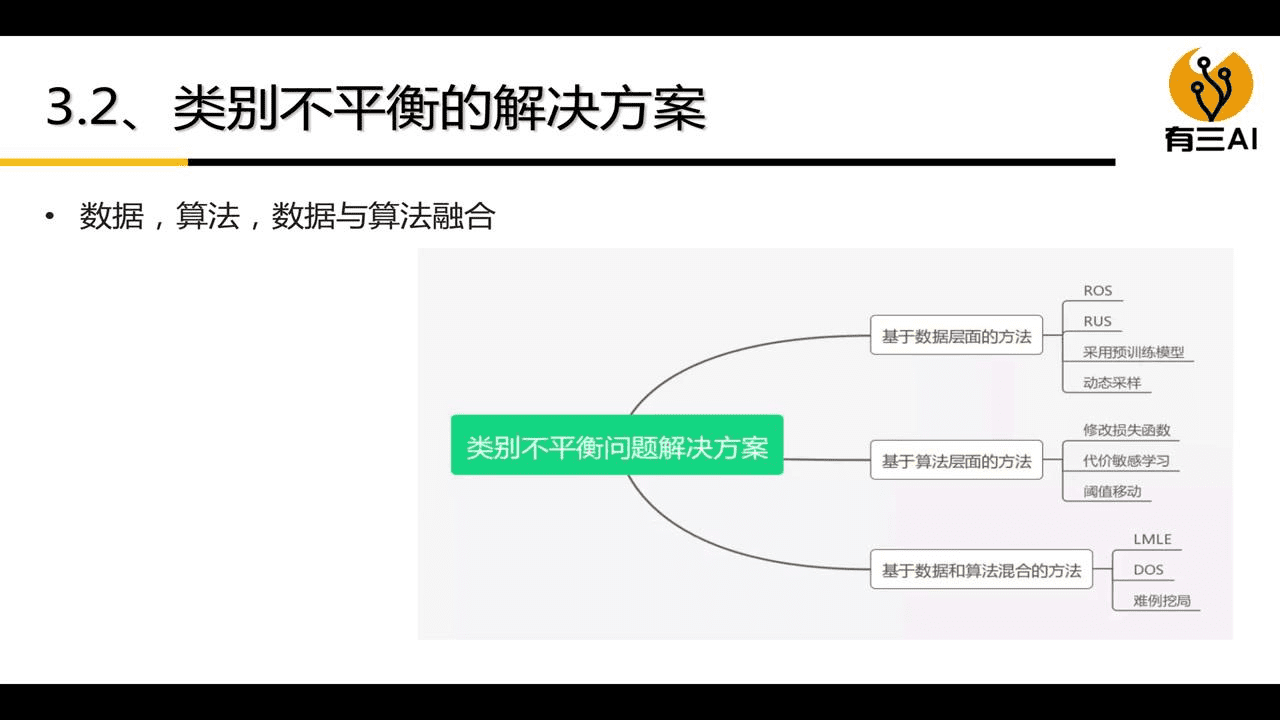 3.2、类别不平衡的解决方案
有三AI
• 数据，算法，数据与算法融合
类别不平衡问题解决方案
基于数据层面的方法
ROS
RUS
采用预训练模型
动态采样
基于算法层面的方法
修改损失函数
代价敏感学习
阈值移动
基于数据和算法混合的方法
LMLE
DOS
难例挖局